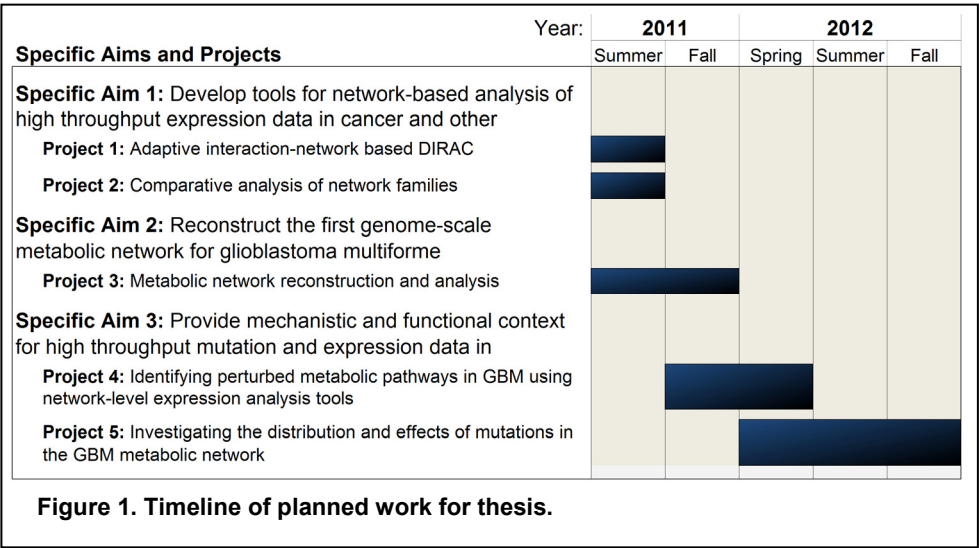 Year: 2011 2012
Specific Aims and Projects Summer Fall Spring Summer Fall
Specific Aim 1: Develop tools for network-based analysis of
high throughput expression data in cancer and other
Project 1: Adaptive interaction-network based DIRAC
Project 2: Comparative analysis of network families
Specific Aim 2: Reconstruct the first genome-scale
metabolic network for glioblastoma multiforme
Project 3: Metabolic network reconstruction and analysis
Specific Aim 3: Provide mechanistic and functional context
for high throughput mutation and expression data in
Project 4: Identifying perturbed metabolic pathways in GBM using
network-level expression analysis tools
Project 5: Investigating the distribution and effects of mutations in
the GBM metabolic network
Figure 1. Timeline of planned work for thesis.